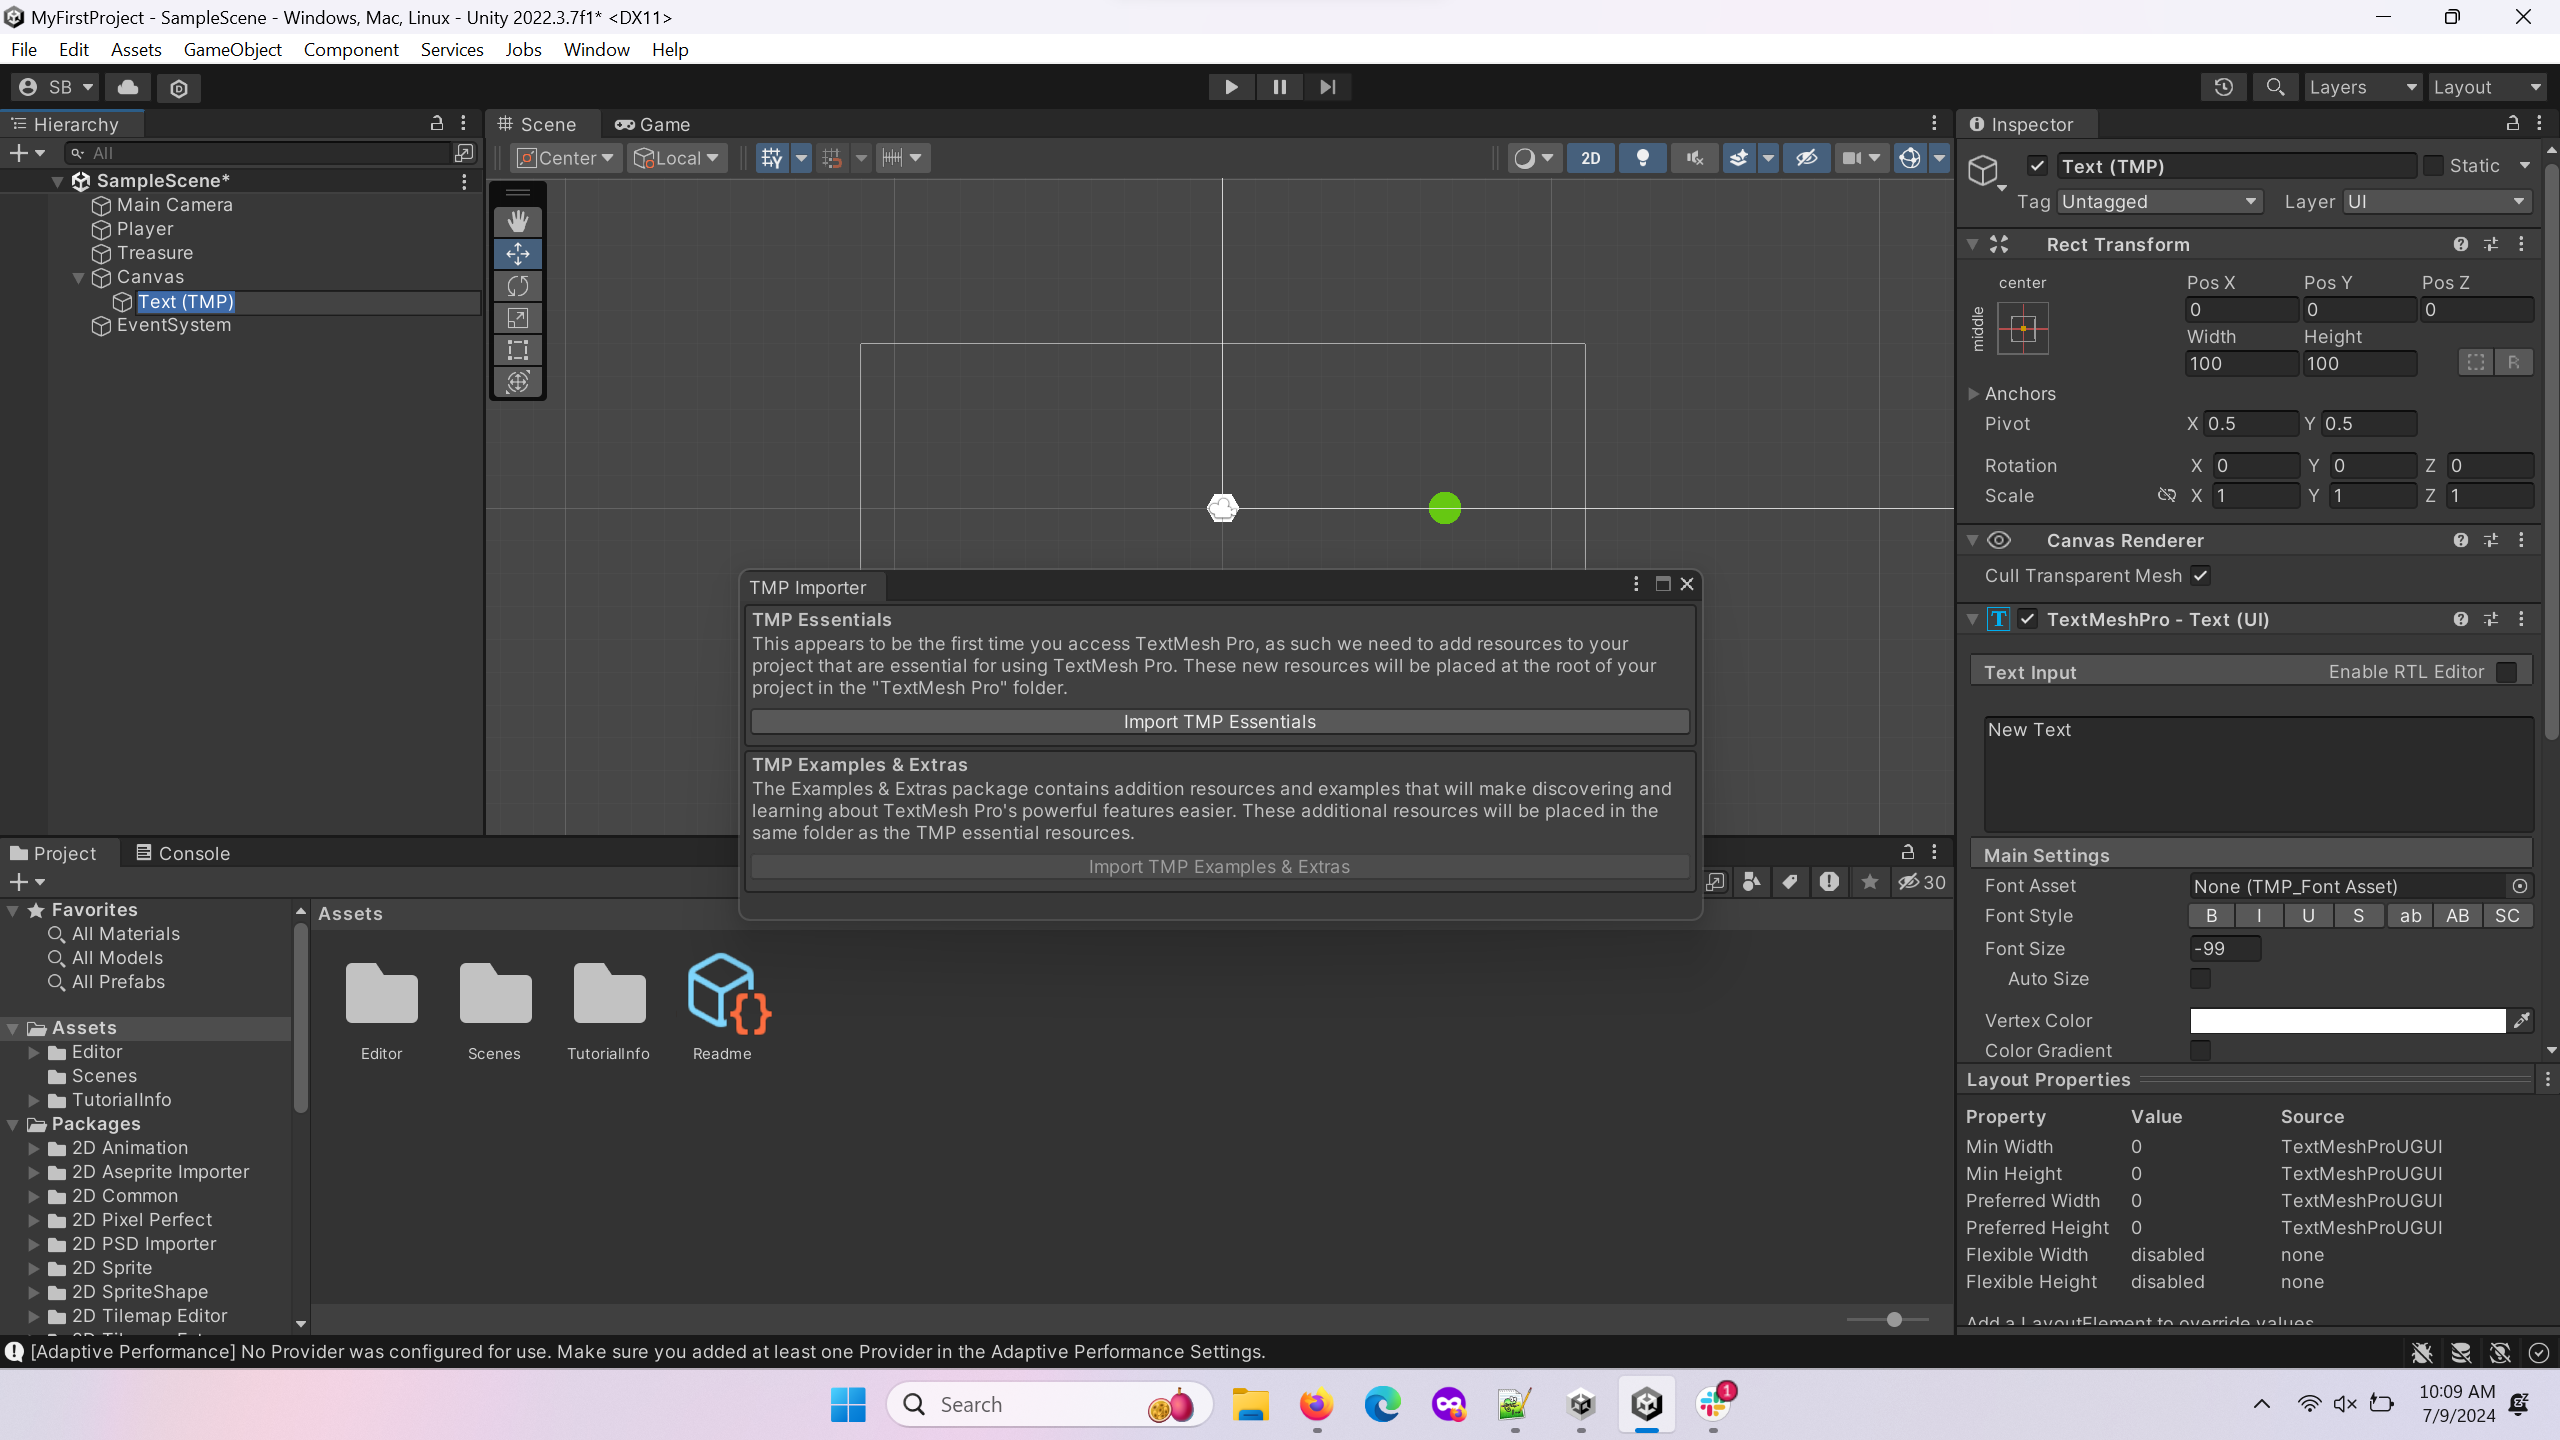 MyFirstProject - SampleScene - Windows, Mac, Linux - Unity 2022.3.7f1* <DX11>
File Edit Assets GameObject Component Services Jobs Window Help
SB
Layers Layout
Hierarchy
All
SampleScene*
Main Camera
Player
Treasure
Canvas
Text (TMP)
EventSystem
Scene Game
Center Local
2D
Inspector
Text (TMP) Static
Tag Untagged Layer UI
Rect Transform
center
middle
Pos X Pos Y Pos Z
0 0 0
Width Height
100 100 R
Anchors
Pivot X 0.5 Y 0.5
Rotation X 0 Y 0 Z 0
Scale X 1 Y 1 Z 1
Canvas Renderer
Cull Transparent Mesh
TextMeshPro - Text (UI)
Text Input Enable RTL Editor
New Text
Main Settings
Font Asset None (TMP_Font Asset)
Font Style B I U S ab AB SC
Font Size -99
Auto Size
Vertex Color
Color Gradient
Layout Properties
Property Value Source
Min Width 0 TextMeshProUGUI
Min Height 0 TextMeshProUGUI
Preferred Width 0 TextMeshProUGUI
Preferred Height 0 TextMeshProUGUI
Flexible Width disabled none
Flexible Height disabled none
Add a LayoutElement to override values
TMP Importer
TMP Essentials
This appears to be the first time you access TextMesh Pro, as such we need to add resources to your
project that are essential for using TextMesh Pro. These new resources will be placed at the root of your
project in the "TextMesh Pro" folder.
Import TMP Essentials
TMP Examples & Extras
The Examples & Extras package contains addition resources and examples that will make discovering and
learning about TextMesh Pro's powerful features easier. These additional resources will be placed in the
same folder as the TMP essential resources.
Import TMP Examples & Extras
Project Console
30
Favorites
All Materials
All Models
All Prefabs
Assets
Editor
Scenes
TutorialInfo
Packages
2D Animation
2D Aseprite Importer
2D Common
2D Pixel Perfect
2D PSD Importer
2D Sprite
2D SpriteShape
2D Tilemap Editor
Assets
Editor Scenes TutorialInfo Readme
[Adaptive Performance] No Provider was configured for use. Make sure you added at least one Provider in the Adaptive Performance Settings.
Search
1
10:09 AM
7/9/2024